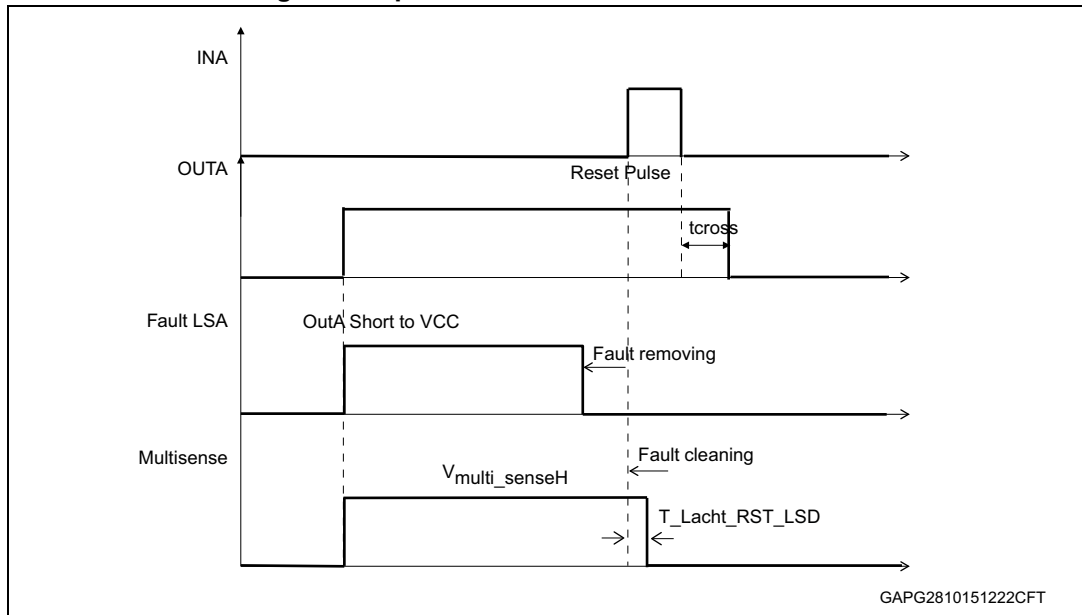 INA
Reset Pulse
OUTA
tcross
Fault LSA
OutA Short to VCC
Fault removing
Multisense
Fault cleaning
Vmulti_senseH
T_Lacht_RST_LSD
GAPG2810151222CFT